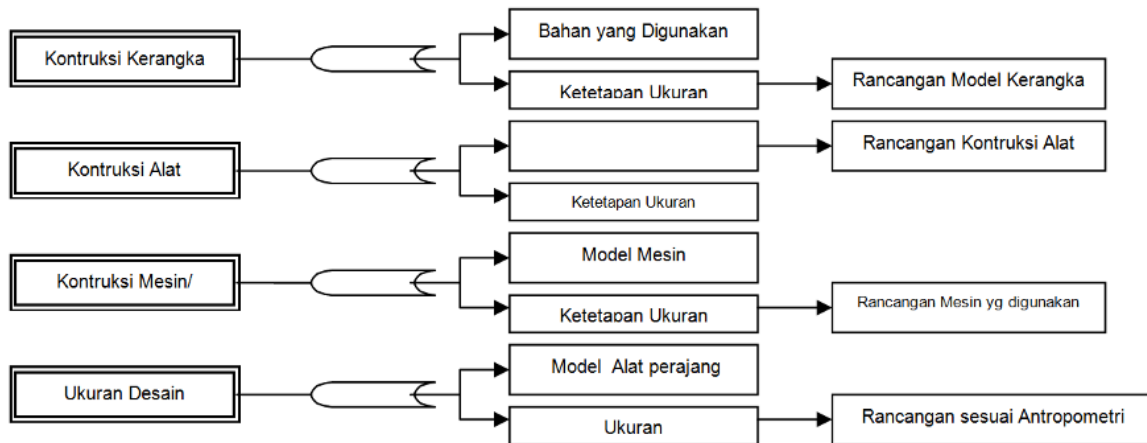 Kontruksi Kerangka
Bahan yang Digunakan
Ketetapan Ukuran
Rancangan Model Kerangka
Kontruksi Alat
Rancangan Kontruksi Alat
Ketetapan Ukuran
Kontruksi Mesin/
Model Mesin
Ketetapan Ukuran
Rancangan Mesin yg digunakan
Ukuran Desain
Model Alat perajang
Ukuran
Rancangan sesuai Antropometri